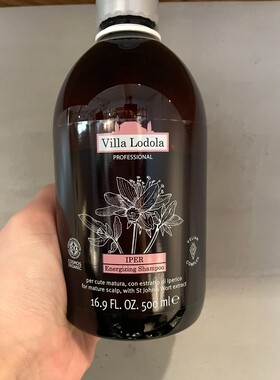 Villa Lodola
PROFESSIONAL
IPER
Energizing Shampoo
per cute matura, con estratto di iperico
for mature scalp, with St John's Wort extract
16.9 FL. OZ. 500 ml ℮